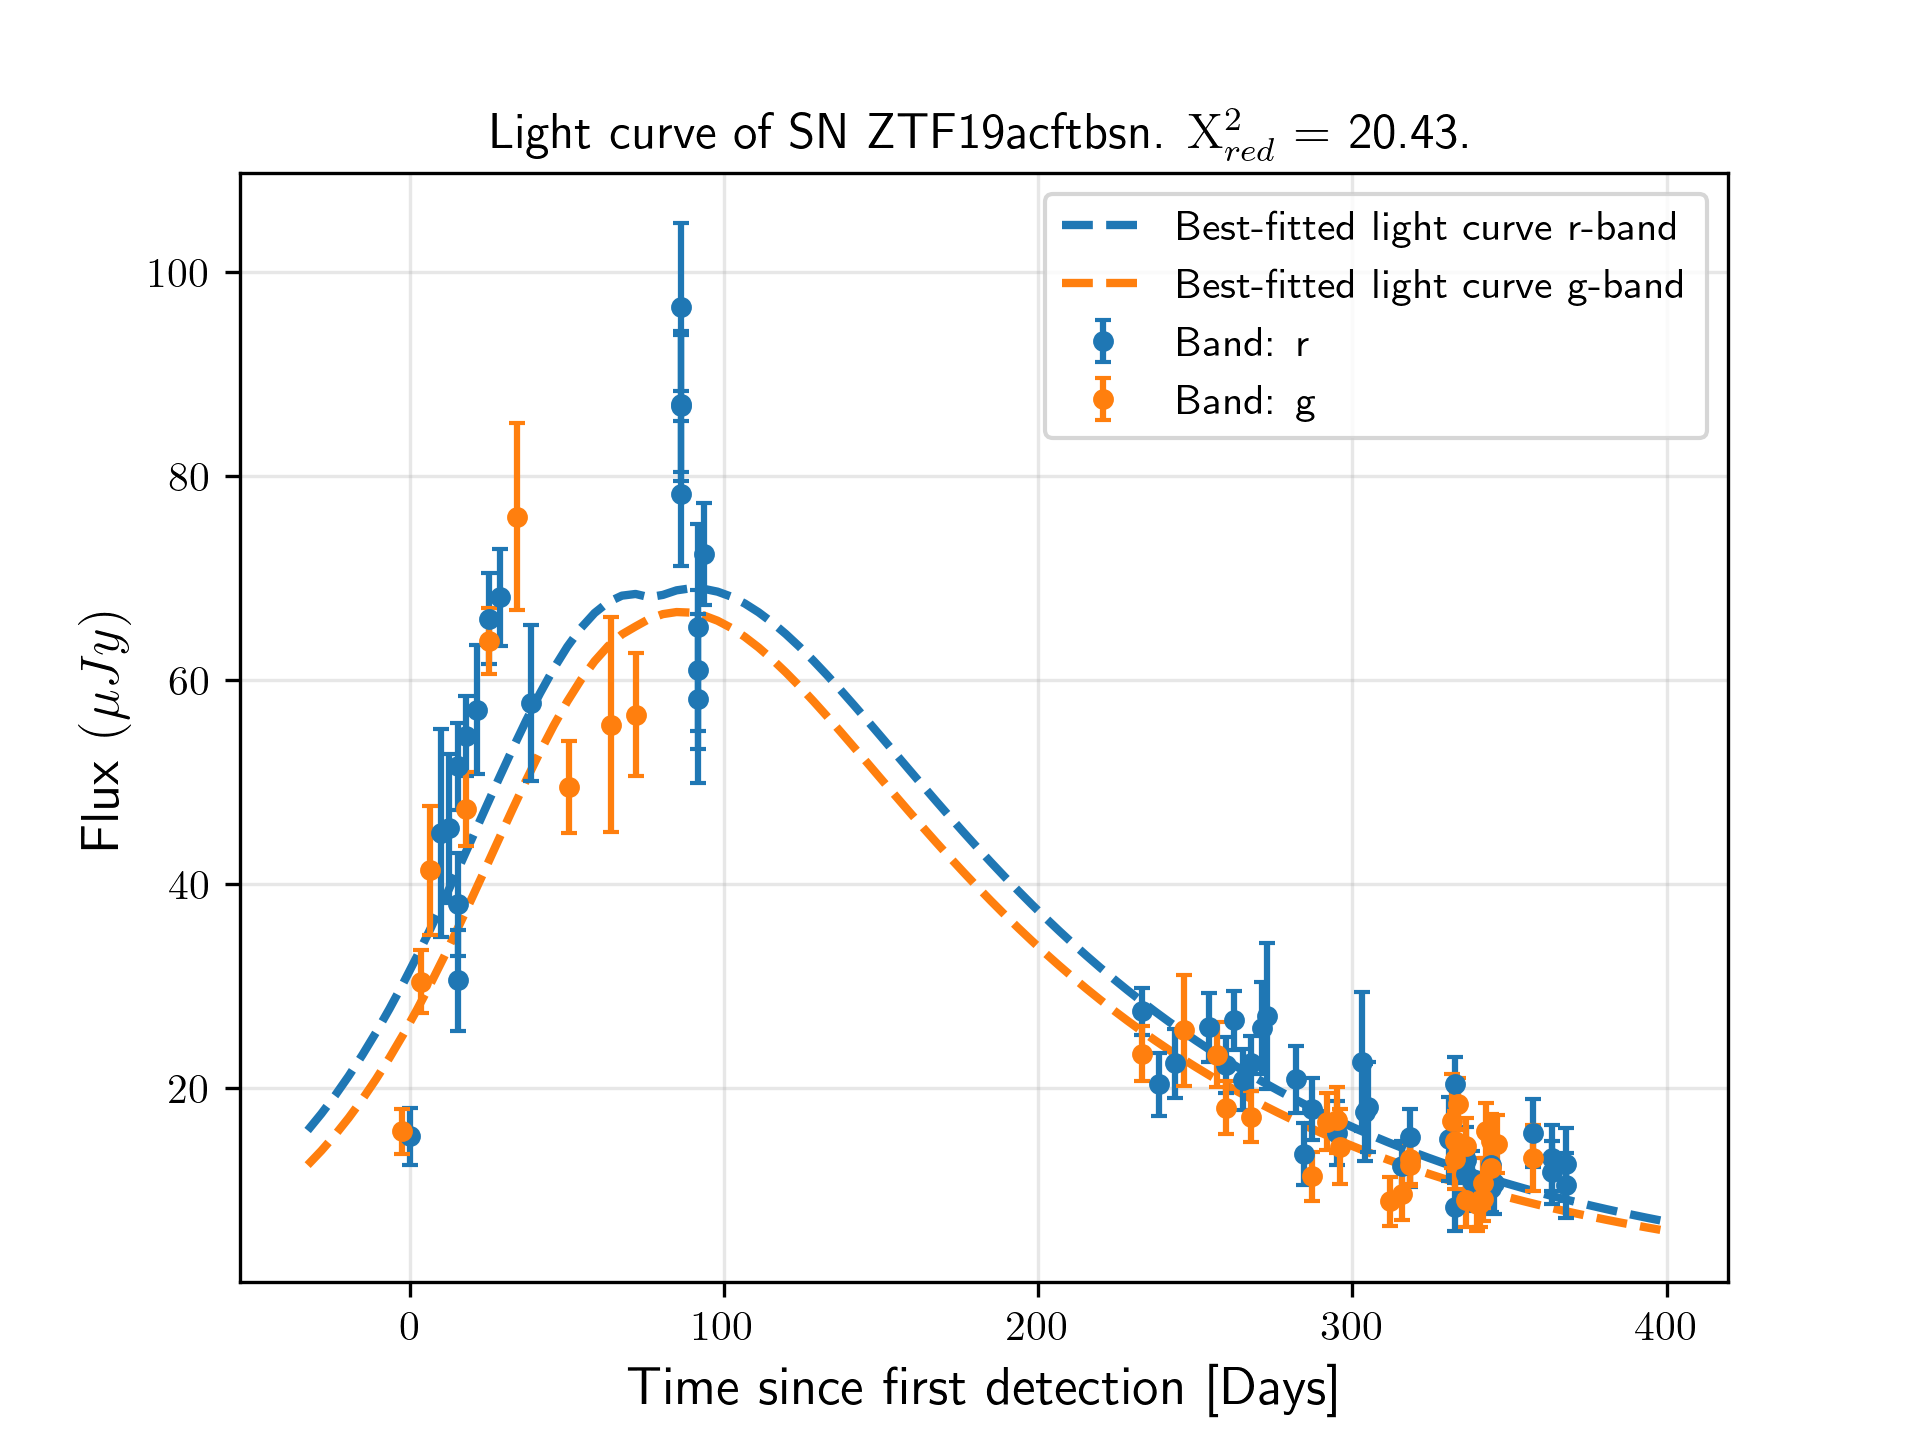 Light curve of SN ZTF19acftbsn. X²_red = 20.43.
Best-fitted light curve r-band
Best-fitted light curve g-band
Band: r
Band: g
Flux (μJy)
100
80
60
40
20
0
100
200
300
400
Time since first detection [Days]